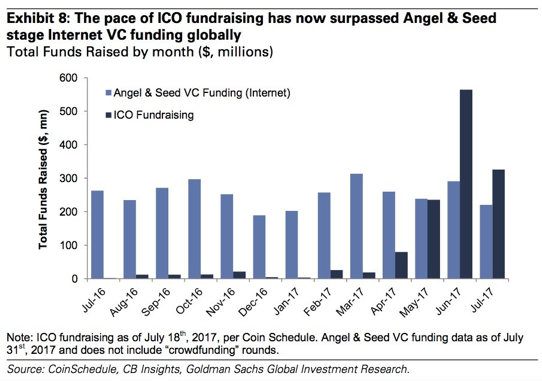 Exhibit 8: The pace of ICO fundraising has now surpassed Angel & Seed
stage Internet VC funding globally
Total Funds Raised by month ($, millions)
Total Funds Raised ($, mn)
600
500
400
300
200
100
0
Angel & Seed VC Funding (Internet)
ICO Fundraising
Jul-16
Aug-16
Sep-16
Oct-16
Nov-16
Dec-16
Jan-17
Feb-17
Mar-17
Apr-17
May-17
Jun-17
Jul-17
Note: ICO fundraising as of July 18th, 2017, per Coin Schedule. Angel & Seed VC funding data as of July
31st, 2017 and does not include “crowdfunding” rounds.
Source: CoinSchedule, CB Insights, Goldman Sachs Global Investment Research.